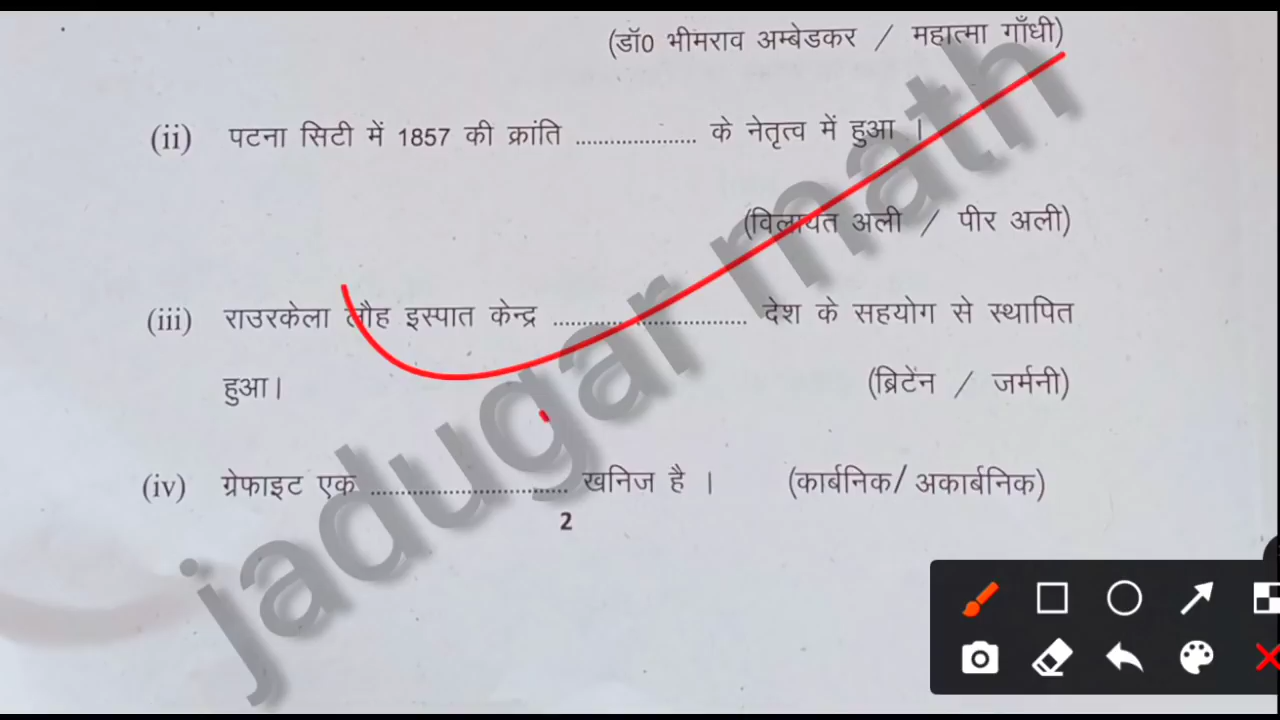 (डॉ0 भीमराव अम्बेडकर / महात्मा गाँधी)
(ii) पटना सिटी में 1857 की क्रांति .................... के नेतृत्व में हुआ ।
(विलायत अली / पीर अली)
(iii) राउरकेला लौह इस्पात केन्द्र ................................ देश के सहयोग से स्थापित
हुआ। (ब्रिटेन / जर्मनी)
(iv) ग्रेफाइट एक ................................ खनिज है । (कार्बनिक/ अकार्बनिक)
2
jadugar math